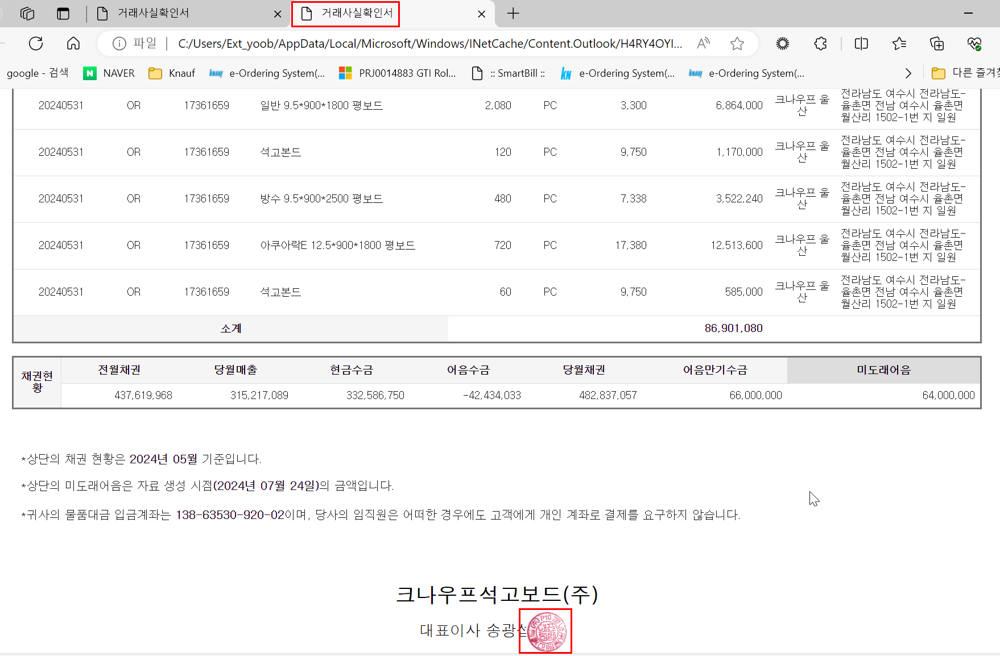 거래사실확인서 거래사실확인서
파일 C:/Users/Ext_yoob/AppData/Local/Microsoft/Windows/INetCache/Content.Outlook/H4RY4OYI...
google - 검색 NAVER Knauf e-Ordering System(... PRJ0014883 GTI Rol... :: SmartBill :: e-Ordering System(... e-Ordering System(... 다른 즐겨찾
20240531 OR 17361659 일반 9.5*900*1800 평보드 2,080 PC 3,300 6,864,000 크나우프 울산 전라남도 여수시 전라남도-율촌면 전남 여수시 율촌면 월산리 1502-1번 지 일원
20240531 OR 17361659 석고본드 120 PC 9,750 1,170,000 크나우프 울산 전라남도 여수시 전라남도-율촌면 전남 여수시 율촌면 월산리 1502-1번 지 일원
20240531 OR 17361659 방수 9.5*900*2500 평보드 480 PC 7,338 3,522,240 크나우프 울산 전라남도 여수시 전라남도-율촌면 전남 여수시 율촌면 월산리 1502-1번 지 일원
20240531 OR 17361659 아쿠아락E 12.5*900*1800 평보드 720 PC 17,380 12,513,600 크나우프 울산 전라남도 여수시 전라남도-율촌면 전남 여수시 율촌면 월산리 1502-1번 지 일원
20240531 OR 17361659 석고본드 60 PC 9,750 585,000 크나우프 울산 전라남도 여수시 전라남도-율촌면 전남 여수시 율촌면 월산리 1502-1번 지 일원
소계 86,901,080
채권현황 전월채권 당월매출 현금수금 어음수금 당월채권 어음만기수금 미도래어음
437,619,968 315,217,089 332,586,750 -42,434,033 482,837,057 66,000,000 64,000,000
*상단의 채권 현황은 2024년 05월 기준입니다.
*상단의 미도래어음은 자료 생성 시점(2024년 07월 24일)의 금액입니다.
*귀사의 물품대금 입금계좌는 138-63530-920-02이며, 당사의 임직원은 어떠한 경우에도 고객에게 개인 계좌로 결제를 요구하지 않습니다.
크나우프석고보드(주)
대표이사 송광섭